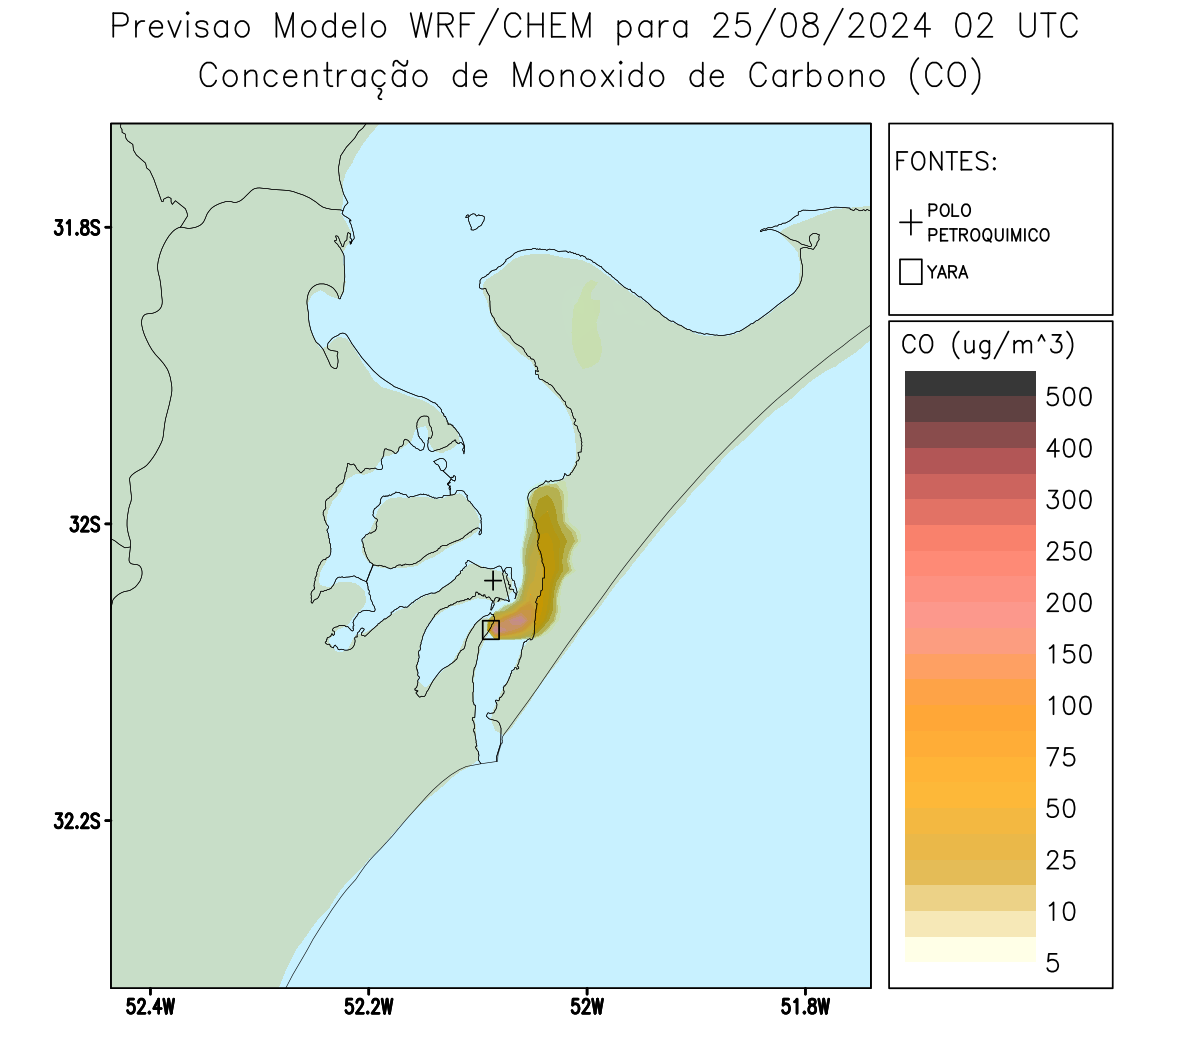 Previsao Modelo WRF/CHEM para 25/08/2024 02 UTC
Concentração de Monoxido de Carbono (CO)
FONTES:
POLO
PETROQUIMICO
YARA
CO (ug/m^3)
500
400
300
250
200
150
100
75
50
25
10
5
31.8S
32S
32.2S
52.4W
52.2W
52W
51.8W